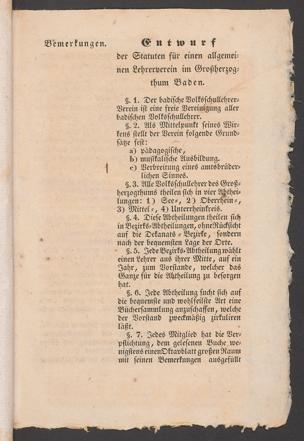 Bemerkungen.
Entwurf
der Statuten für einen allgemei-
nen Lehrerverein im Großherzog-
thum Baden.
§. 1. Der badische Volksschullehrer-
Verein ist eine freie Vereinigung aller
badischen Volksschullehrer.
§. 2. Als Mittelpunkt seines Wir-
kens stellt der Verein folgende Grund-
sätze fest:
a) pädagogische,
b) musikalische Ausbildung.
c) Verbreitung eines amtsbrüder-
lichen Sinnes.
§. 3. Alle Volksschullehrer des Groß-
herzogthums theilen sich in vier Abthei-
lungen: 1) See-, 2) Oberrhein-,
3) Mittel-, 4) Unterrheinkreis.
§. 4. Diese Abtheilungen theilen sich
in Bezirks-Abtheilungen, ohne Rücksicht
auf die Dekanats-Bezirke, sondern
nach der bequemsten Lage der Orte.
§. 5. Jede Bezirks-Abtheilung wählt
einen Lehrer aus ihrer Mitte, auf ein
Jahr, zum Vorstande, welcher das
Ganze für die Abtheilung zu besorgen
hat.
§. 6. Jede Abtheilung sucht sich auf
die bequemste und wohlfeilste Art eine
Büchersammlung anzuschaffen, welche
der Vorstand zweckmäßig zirkuliren
läßt.
§. 7. Jedes Mitglied hat die Ver-
pflichtung, dem gelesenen Buche we-
nigstens einen Oktavblatt großen Raum
mit seinen Bemerkungen ausgefüllt